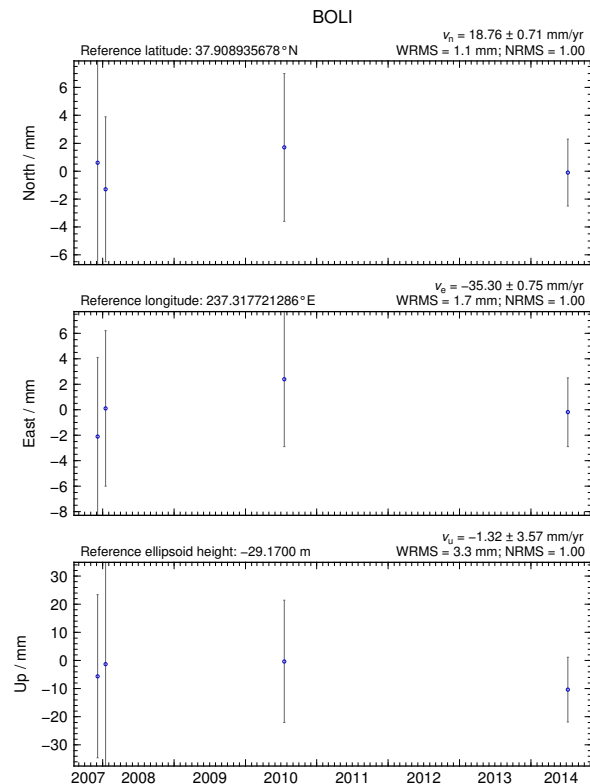 BOLI
vn = 18.76 ± 0.71 mm/yr
Reference latitude: 37.908935678°N WRMS = 1.1 mm; NRMS = 1.00
6
4
2
0
−2
−4
−6
North / mm
ve = −35.30 ± 0.75 mm/yr
Reference longitude: 237.317721286°E WRMS = 1.7 mm; NRMS = 1.00
6
4
2
0
−2
−4
−6
−8
East / mm
vu = −1.32 ± 3.57 mm/yr
Reference ellipsoid height: −29.1700 m WRMS = 3.3 mm; NRMS = 1.00
30
20
10
0
−10
−20
−30
Up / mm
2007 2008 2009 2010 2011 2012 2013 2014